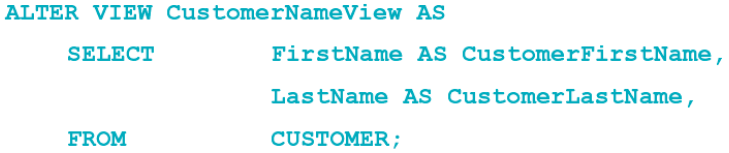 ALTER VIEW CustomerNameView AS
SELECT FirstName AS CustomerFirstName,
LastName AS CustomerLastName,
FROM CUSTOMER;